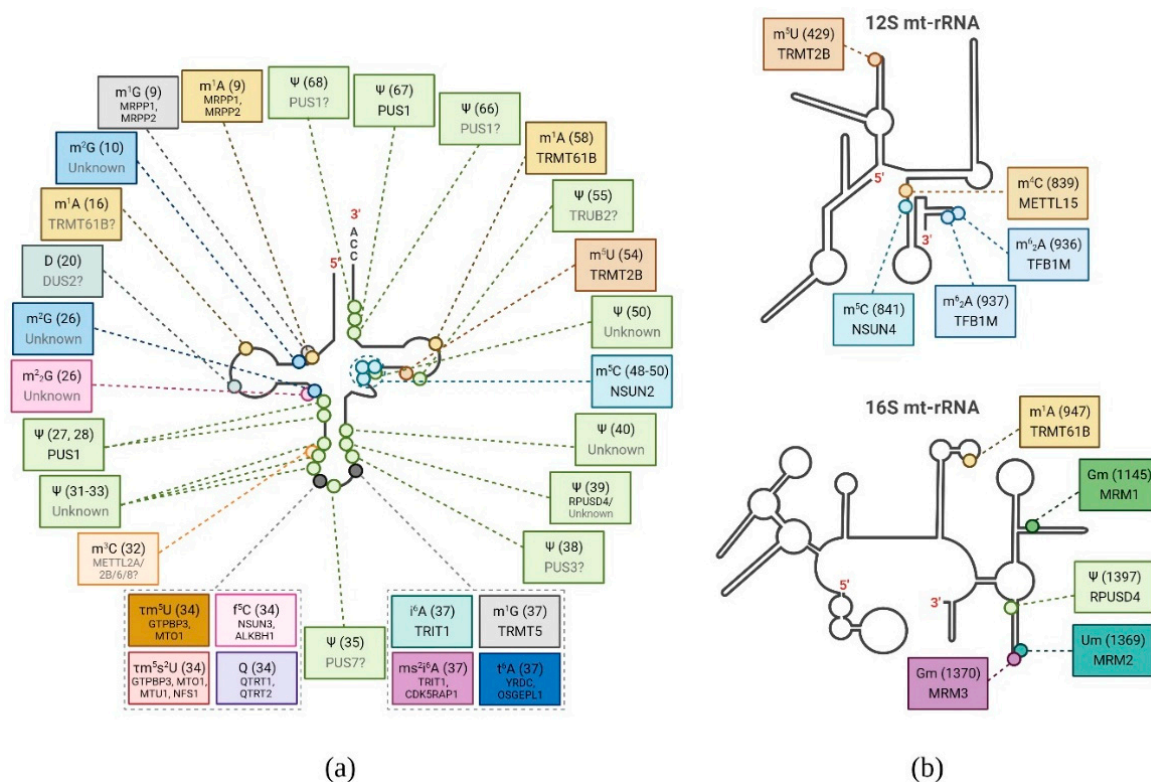 m¹G (9)
MRPP1,
MRPP2
m¹A (9)
MRPP1,
MRPP2
Ψ (68)
PUS1?
Ψ (67)
PUS1
Ψ (66)
PUS1?
m²G (10)
Unknown
m¹A (58)
TRMT61B
m¹A (16)
TRMT61B?
Ψ (55)
TRUB2?
D (20)
DUS2?
m⁵U (54)
TRMT2B
m²G (26)
Unknown
Ψ (50)
Unknown
m²₂G (26)
Unknown
m⁵C (48-50)
NSUN2
Ψ (27, 28)
PUS1
Ψ (40)
Unknown
Ψ (31-33)
Unknown
Ψ (39)
RPUSD4/
Unknown
m³C (32)
METTL2A/
2B/6/8?
Ψ (38)
PUS3?
τm⁵U (34)
GTPBP3,
MTO1
f⁵C (34)
NSUN3,
ALKBH1
τm⁵s²U (34)
GTPBP3, MTO1,
MTU1, NFS1
Q (34)
QTRT1,
QTRT2
Ψ (35)
PUS7?
i⁶A (37)
TRIT1
m¹G (37)
TRMT5
ms²i⁶A (37)
TRIT1,
CDK5RAP1
t⁶A (37)
YRDC,
OSGEPL1
3'
A
C
C
5'
(a)
12S mt-rRNA
m⁵U (429)
TRMT2B
5'
m⁴C (839)
METTL15
3'
m⁶₂A (936)
TFB1M
m⁵C (841)
NSUN4
m⁶₂A (937)
TFB1M
16S mt-rRNA
m¹A (947)
TRMT61B
Gm (1145)
MRM1
Ψ (1397)
RPUSD4
5'
3'
Um (1369)
MRM2
Gm (1370)
MRM3
(b)